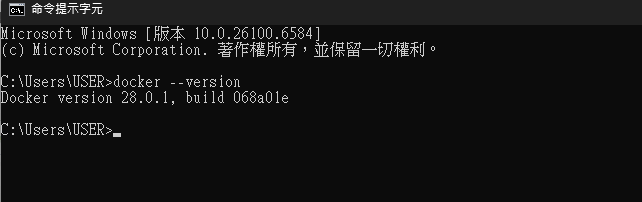 命令提示字元
Microsoft Windows [版本 10.0.26100.6584]
(c) Microsoft Corporation. 著作權所有，並保留一切權利。
C:\Users\USER>docker --version
Docker version 28.0.1, build 068a01e
C:\Users\USER>